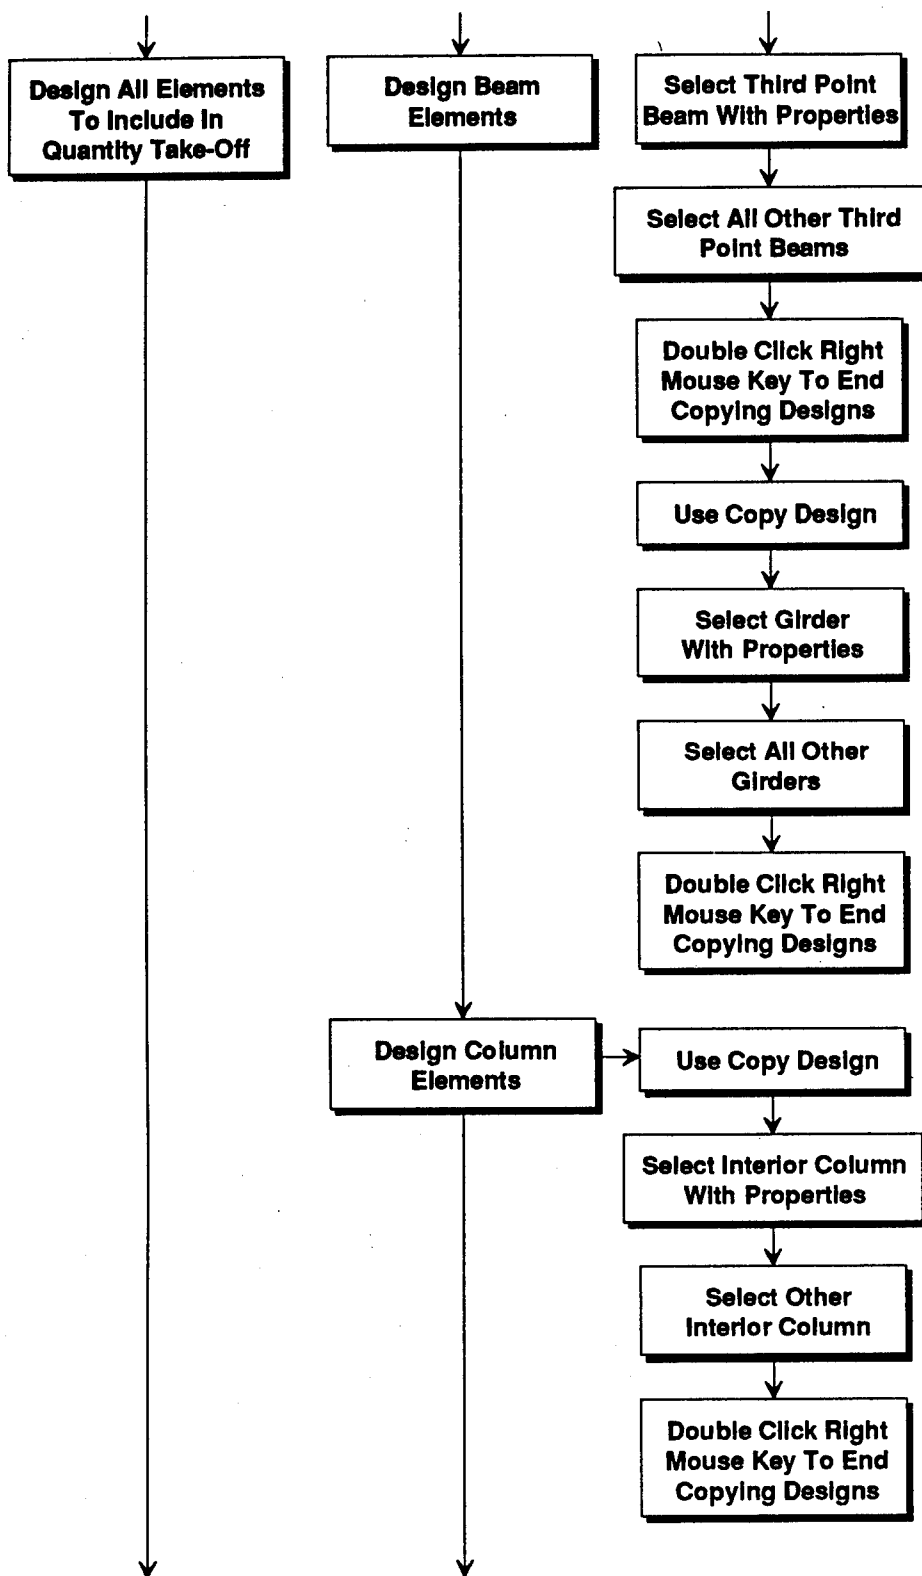 Design All Elements
To Include In
Quantity Take-Off
Design Beam
Elements
Select Third Point
Beam With Properties
Select All Other Third
Point Beams
Double Click Right
Mouse Key To End
Copying Designs
Use Copy Design
Select Girder
With Properties
Select All Other
Girders
Double Click Right
Mouse Key To End
Copying Designs
Design Column
Elements
Use Copy Design
Select Interior Column
With Properties
Select Other
Interior Column
Double Click Right
Mouse Key To End
Copying Designs